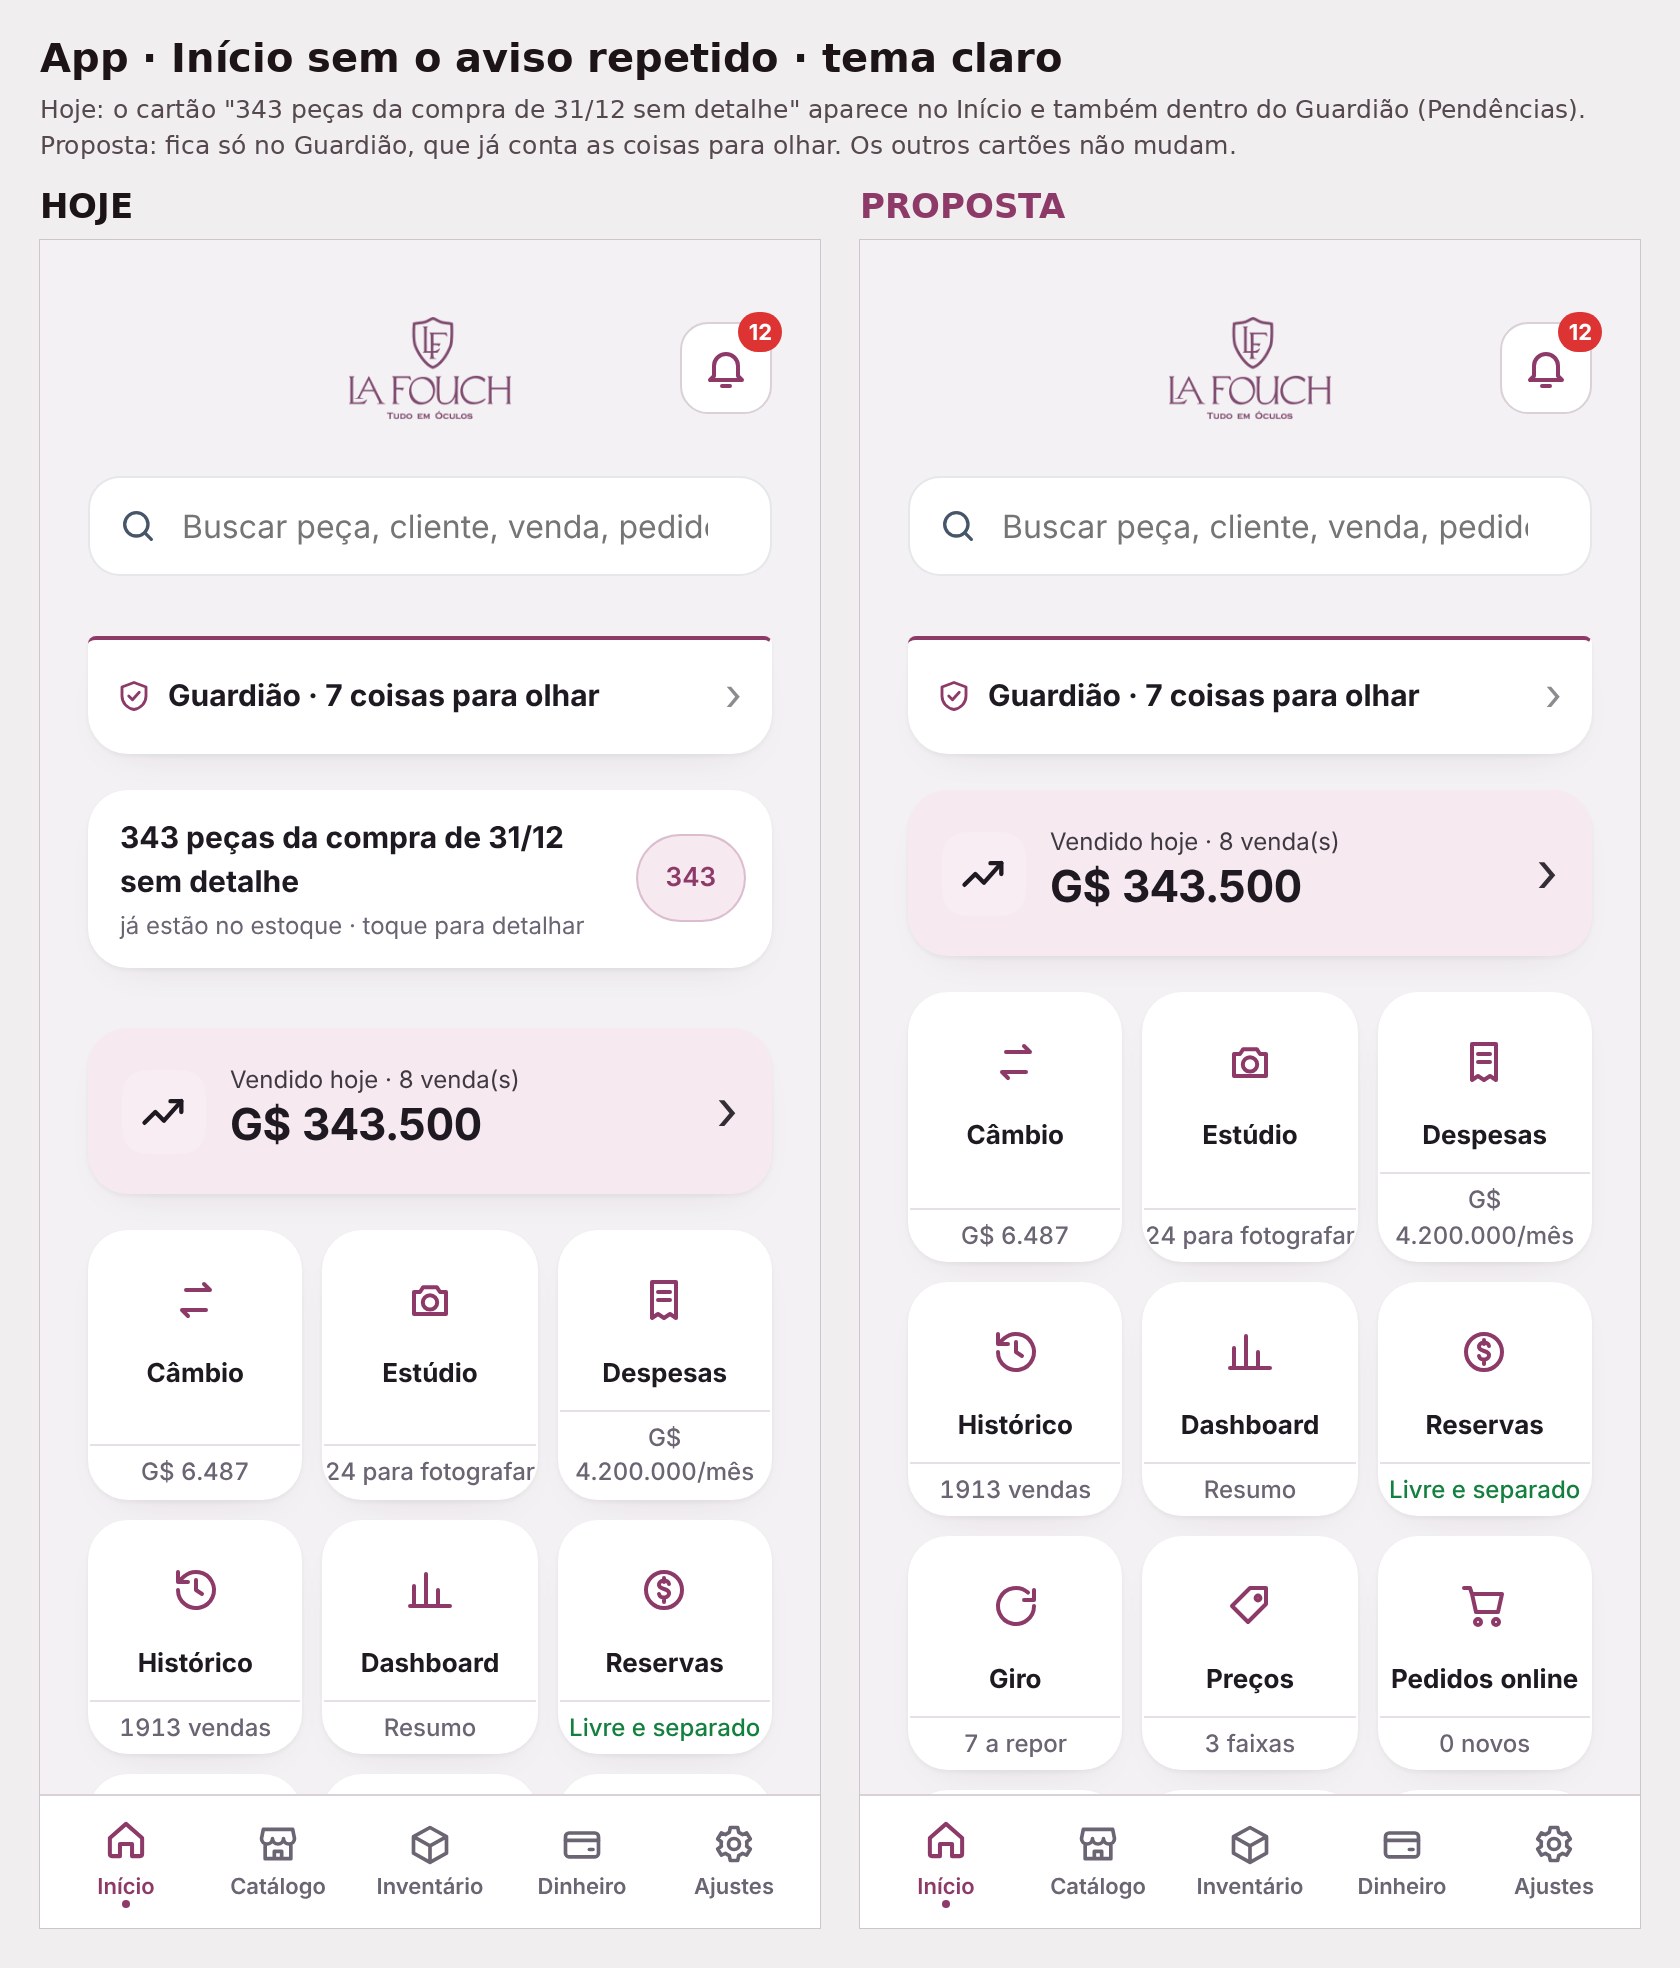 App · Início sem o aviso repetido · tema claro
Hoje: o cartão "343 peças da compra de 31/12 sem detalhe" aparece no Início e também dentro do Guardião (Pendências).
Proposta: fica só no Guardião, que já conta as coisas para olhar. Os outros cartões não mudam.
HOJE
LF
LA FOUCH
TUDO EM ÓCULOS
12
Buscar peça, cliente, venda, pedido
Guardião · 7 coisas para olhar
343 peças da compra de 31/12
sem detalhe
já estão no estoque · toque para detalhar
343
Vendido hoje · 8 venda(s)
G$ 343.500
Câmbio
G$ 6.487
Estúdio
24 para fotografar
Despesas
G$
4.200.000/mês
Histórico
1913 vendas
Dashboard
Resumo
Reservas
Livre e separado
Início
Catálogo
Inventário
Dinheiro
Ajustes
PROPOSTA
LF
LA FOUCH
TUDO EM ÓCULOS
12
Buscar peça, cliente, venda, pedido
Guardião · 7 coisas para olhar
Vendido hoje · 8 venda(s)
G$ 343.500
Câmbio
G$ 6.487
Estúdio
24 para fotografar
Despesas
G$
4.200.000/mês
Histórico
1913 vendas
Dashboard
Resumo
Reservas
Livre e separado
Giro
7 a repor
Preços
3 faixas
Pedidos online
0 novos
Início
Catálogo
Inventário
Dinheiro
Ajustes